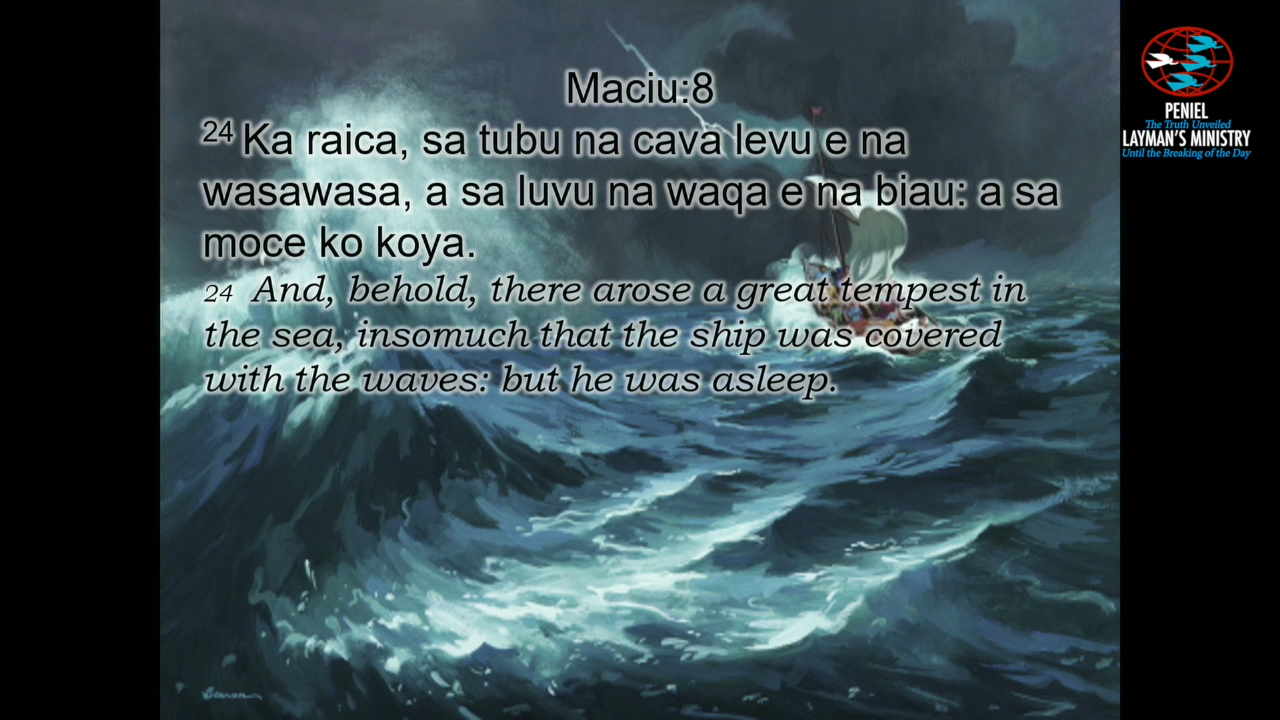 Maciu:8
24 Ka raica, sa tubu na cava levu e na
wasawasa, a sa luvu na waqa e na biau: a sa
moce ko koya.
24 And, behold, there arose a great tempest in
the sea, insomuch that the ship was covered
with the waves: but he was asleep.
PENIEL
The Truth Unveiled
LAYMAN'S MINISTRY
Until the Breaking of the Day